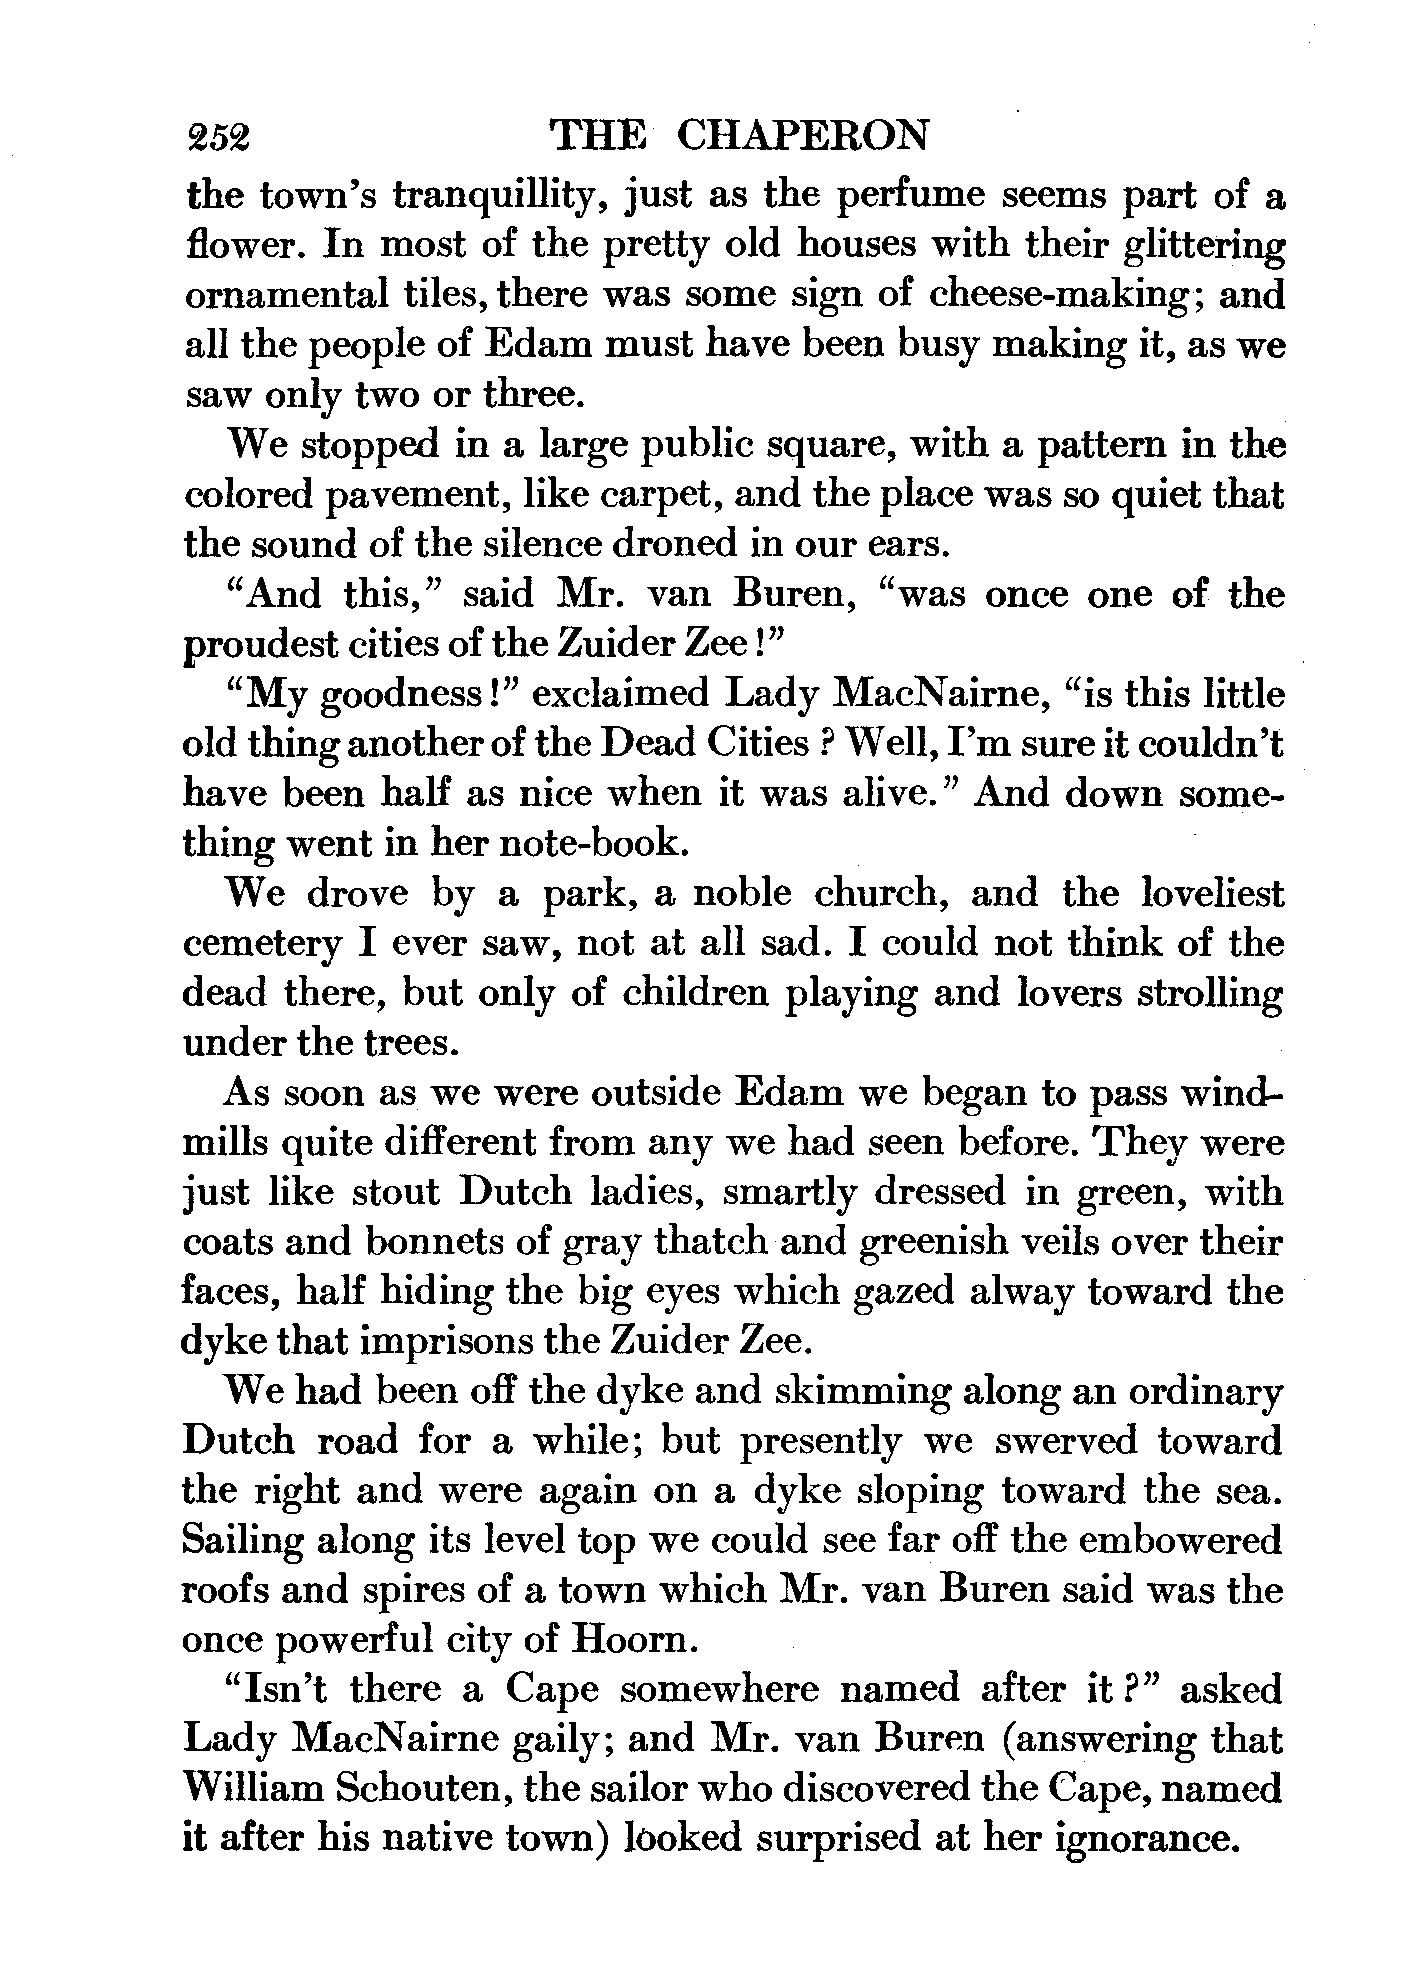 252 THE CHAPERON
the town's tranquillity, just as the perfume seems part of a
flower. In most of the pretty old houses with their glittering
ornamental tiles, there was some sign of cheese-making; and
all the people of Edam must have been busy making it, as we
saw only two or three.
We stopped in a large public square, with a pattern in the
colored pavement, like carpet, and the place was so quiet that
the sound of the silence droned in our ears.
"And this," said Mr. van Buren, "was once one of the
proudest cities of the Zuider Zee!"
"My goodness!" exclaimed Lady MacNairne, "is this little
old thing another of the Dead Cities? Well, I'm sure it couldn't
have been half as nice when it was alive." And down some-
thing went in her note-book.
We drove by a park, a noble church, and the loveliest
cemetery I ever saw, not at all sad. I could not think of the
dead there, but only of children playing and lovers strolling
under the trees.
As soon as we were outside Edam we began to pass wind-
mills quite different from any we had seen before. They were
just like stout Dutch ladies, smartly dressed in green, with
coats and bonnets of gray thatch and greenish veils over their
faces, half hiding the big eyes which gazed alway toward the
dyke that imprisons the Zuider Zee.
We had been off the dyke and skimming along an ordinary
Dutch road for a while; but presently we swerved toward
the right and were again on a dyke sloping toward the sea.
Sailing along its level top we could see far off the embowered
roofs and spires of a town which Mr. van Buren said was the
once powerful city of Hoorn.
"Isn't there a Cape somewhere named after it?" asked
Lady MacNairne gaily; and Mr. van Buren (answering that
William Schouten, the sailor who discovered the Cape, named
it after his native town) looked surprised at her ignorance.